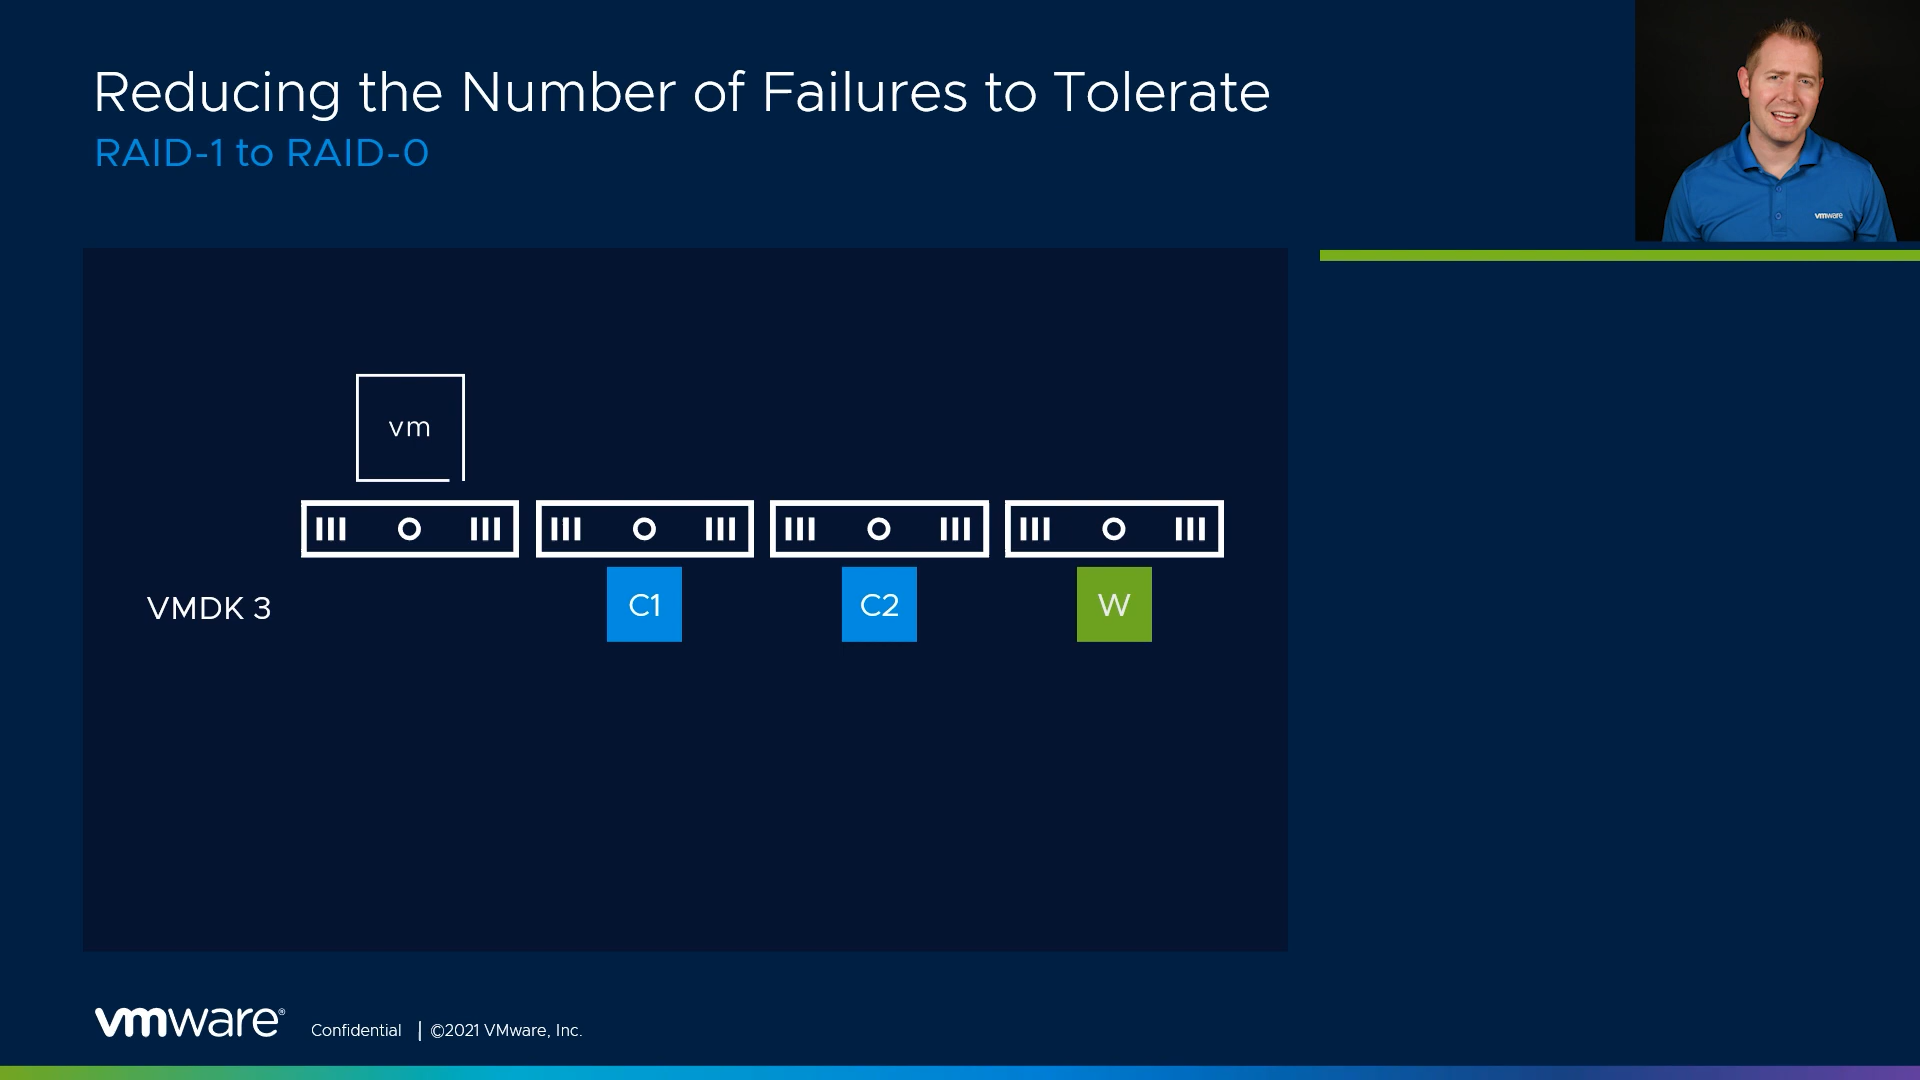 Reducing the Number of Failures to Tolerate
RAID-1 to RAID-0
vmware
vm
VMDK 3
C1
C2
W
vmware®
Confidential | ©2021 VMware, Inc.